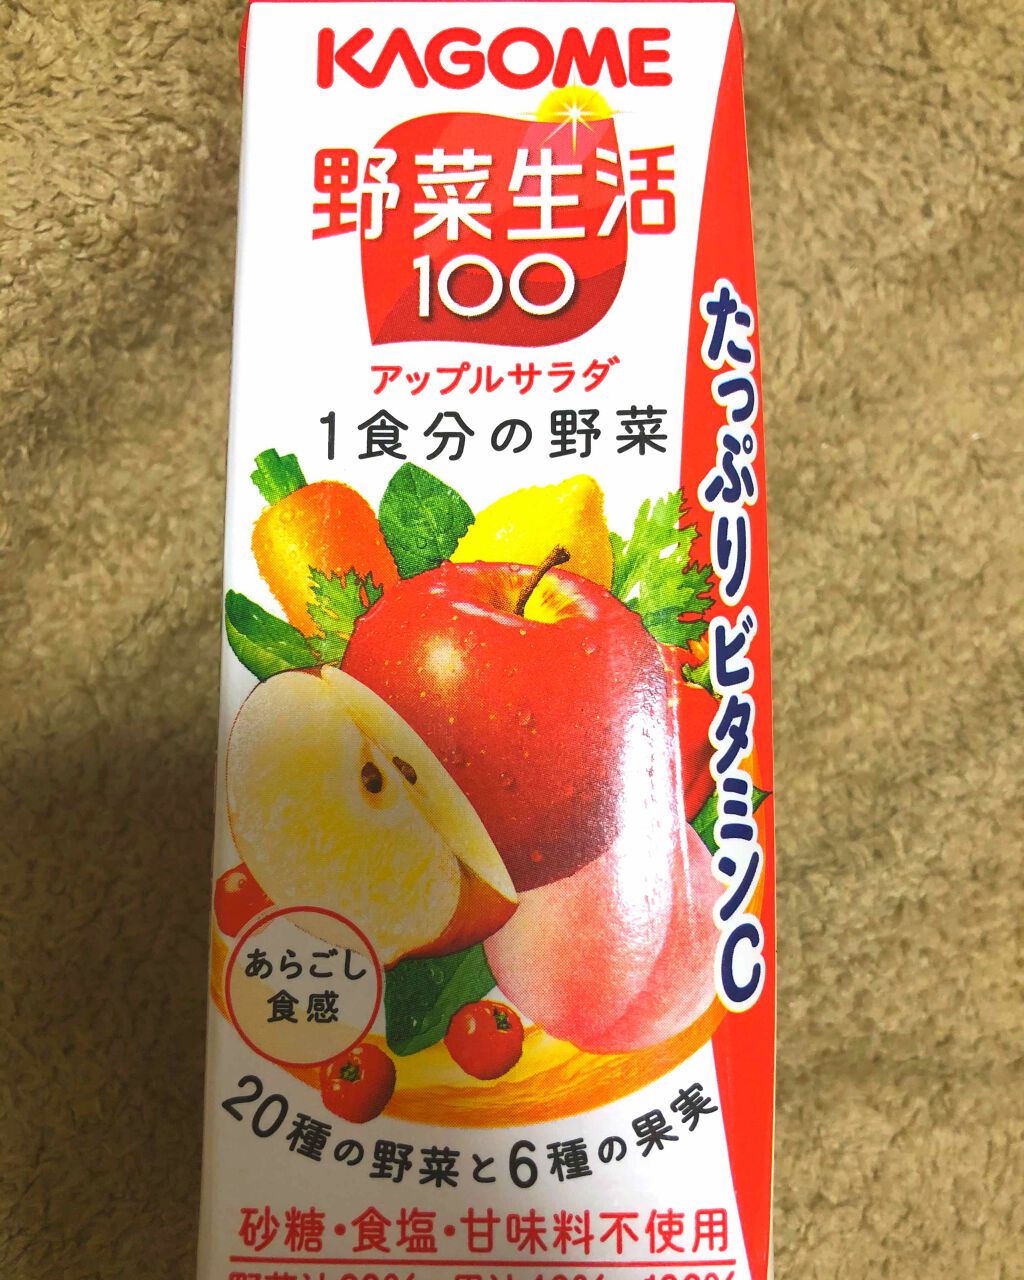 KAGOME
野菜生活
100
アップルサラダ
1食分の野菜
たっぷりビタミンC
あらごし
食感
20種の野菜と6種の果実
砂糖・食塩・甘味料不使用